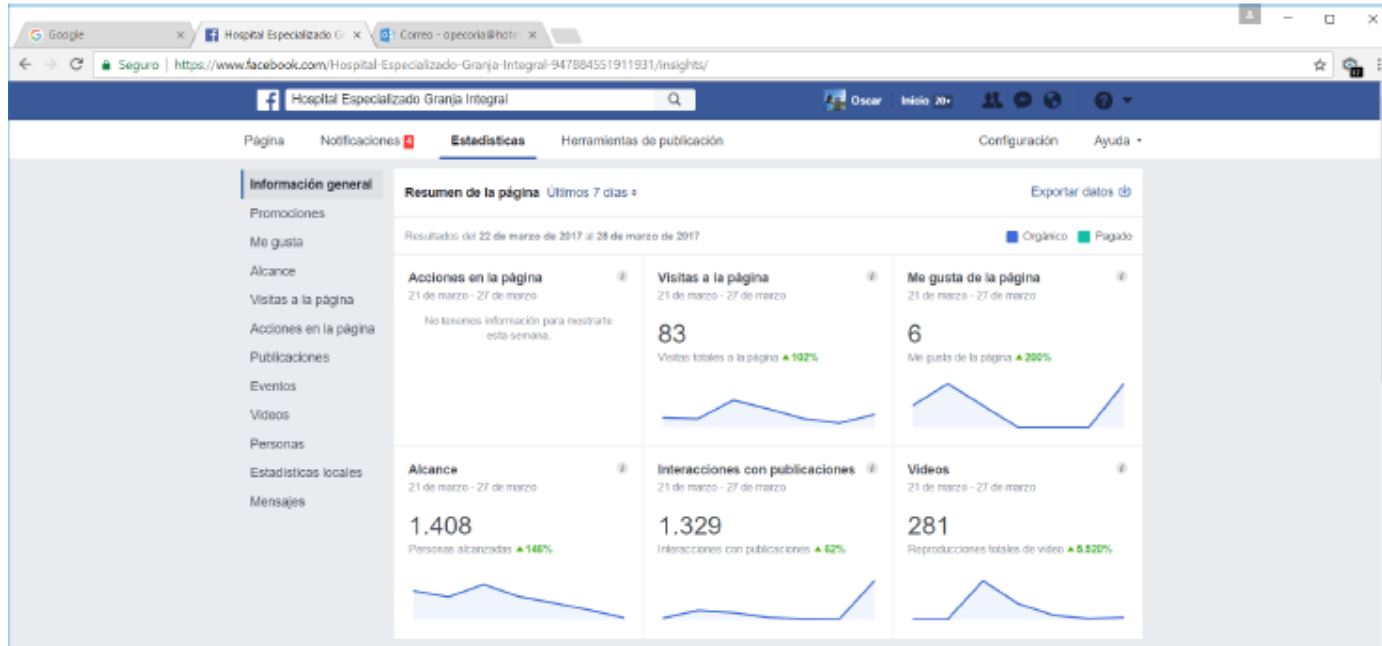 Google
Hospital Especializado G
Correo - opecoria@hotm
Seguro | https://www.facebook.com/Hospital-Especializado-Granja-Integral-947884551911931/insights/
Hospital Especializado Granja Integral
Oscar
Inicio 20+
Página
Notificaciones 4
Estadísticas
Herramientas de publicación
Configuración
Ayuda
Información general
Promociones
Me gusta
Alcance
Visitas a la página
Acciones en la página
Publicaciones
Eventos
Videos
Personas
Estadísticas locales
Mensajes
Resumen de la página Últimos 7 días
Exportar datos
Resultados del 22 de marzo de 2017 al 28 de marzo de 2017
Orgánico
Pagado
Acciones en la página
21 de marzo - 27 de marzo
No tenemos información para mostrarte
esta semana.
Visitas a la página
21 de marzo - 27 de marzo
83
Visitas totales a la página ▲102%
Me gusta de la página
21 de marzo - 27 de marzo
6
Me gusta de la página ▲200%
Alcance
21 de marzo - 27 de marzo
1.408
Personas alcanzadas ▲146%
Interacciones con publicaciones
21 de marzo - 27 de marzo
1.329
Interacciones con publicaciones ▲62%
Videos
21 de marzo - 27 de marzo
281
Reproducciones totales de video ▲5.520%